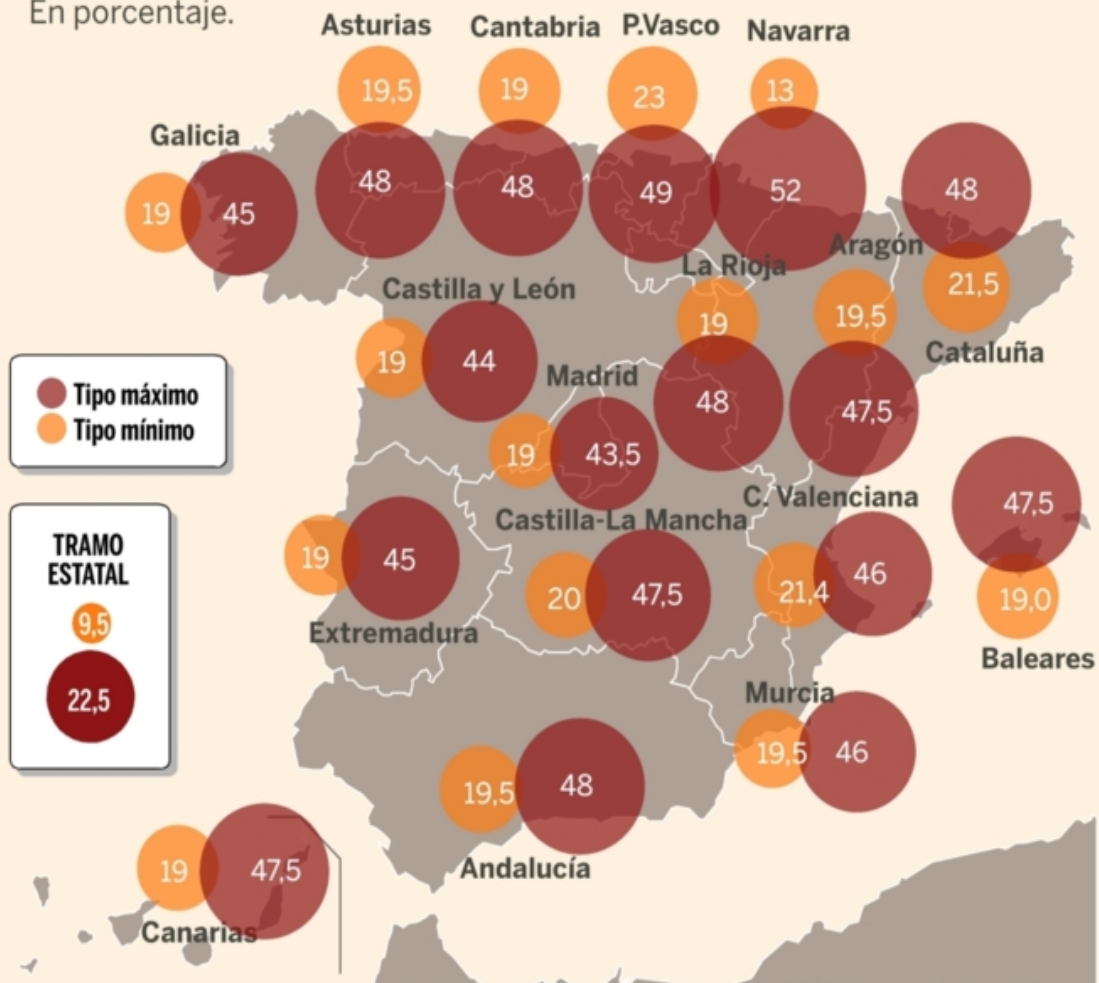 En porcentaje.
Asturias
Cantabria
P.Vasco
Navarra
19,5
19
23
13
Galicia
19
45
48
48
49
52
48
Aragón
La Rioja
21,5
Castilla y León
19
19,5
Cataluña
19
44
Madrid
48
47,5
Tipo máximo
Tipo mínimo
19
43,5
C. Valenciana
47,5
Castilla-La Mancha
TRAMO
ESTATAL
9,5
22,5
19
45
20
47,5
21,4
46
19,0
Extremadura
Baleares
Murcia
19,5
46
19,5
48
Andalucía
19
47,5
Canarias